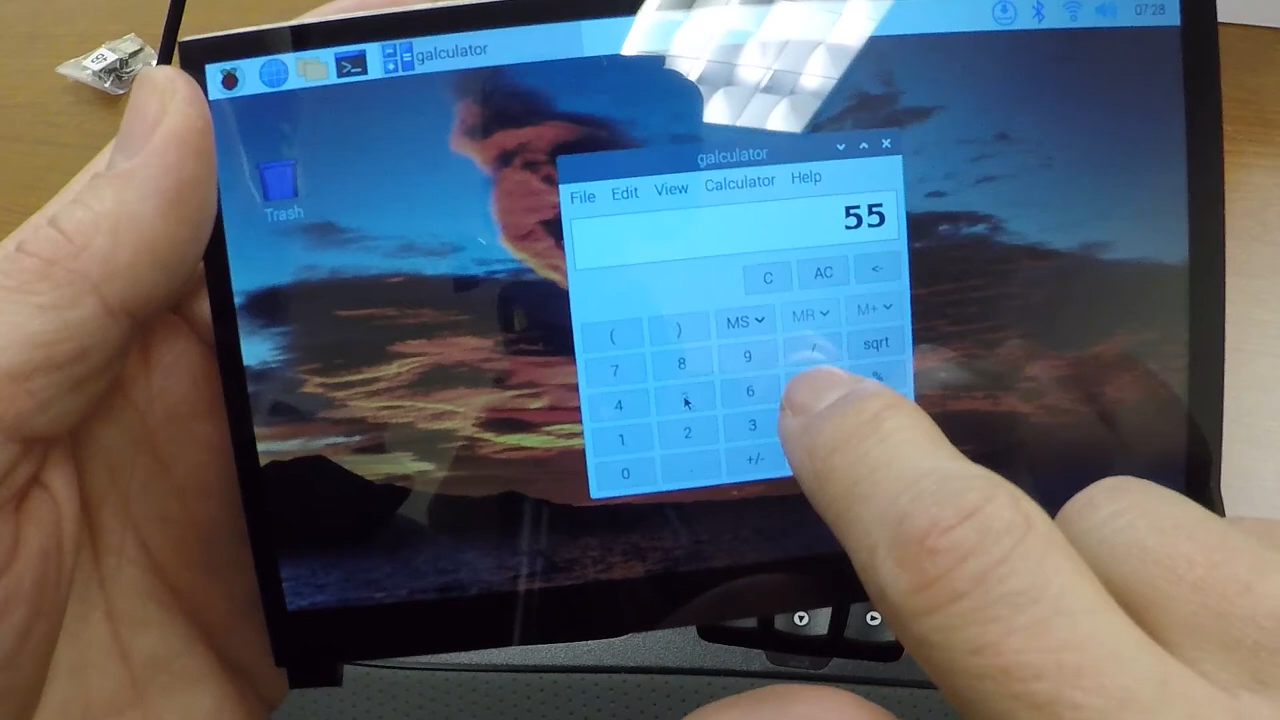 galculator
07:28
Trash
galculator
File Edit View Calculator Help
55
C AC <-
( ) MS MR M+
7 8 9 / sqrt
4 6 %
1 2 3
0 . +/-